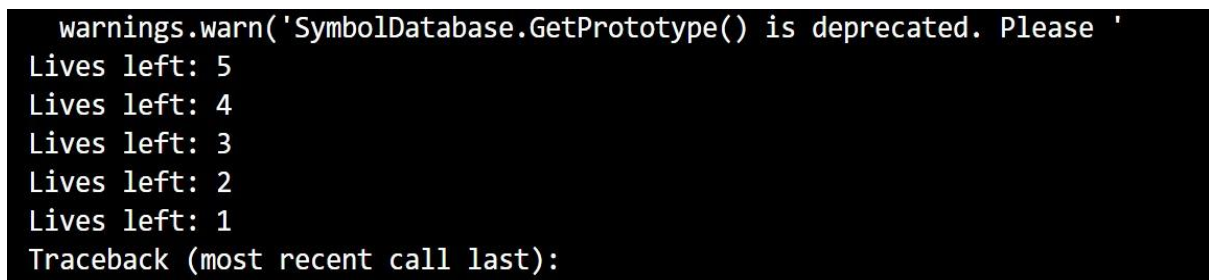 warnings.warn('SymbolDatabase.GetPrototype() is deprecated. Please '
Lives left: 5
Lives left: 4
Lives left: 3
Lives left: 2
Lives left: 1
Traceback (most recent call last):